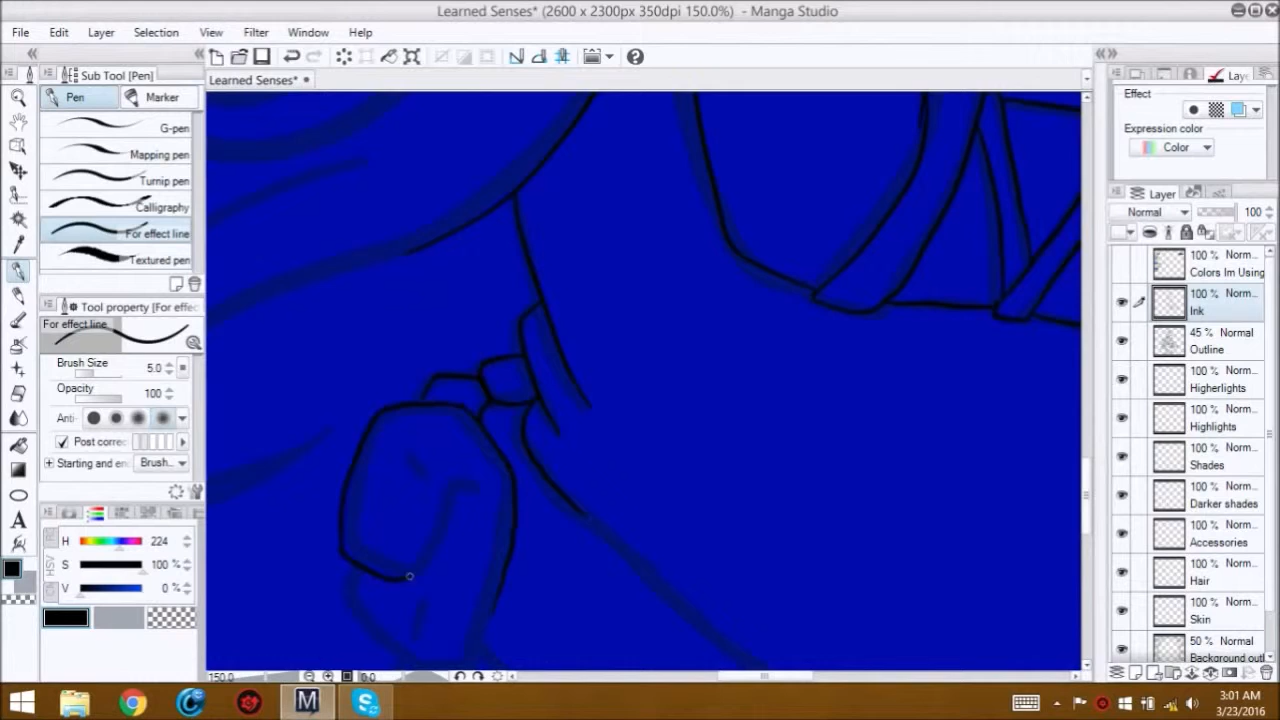 Learned Senses* (2600 x 2300px 350dpi 150.0%) - Manga Studio
File Edit Layer Selection View Filter Window Help
Sub Tool [Pen]
Learned Senses*
Pen Marker
G-pen
Mapping pen
Turnip pen
Calligraphy
For effect line
Textured pen
Tool property [For effec
For effect line
Brush Size 5.0
Opacity 100
Anti-
Post correc
Starting and en Brush..
HSV
H 224
S 100 %
V 0 %
150.0 0.0
Laye
Effect
Expression color
Color
Layer
Normal 100
100 % Norm...
Colors Im Using
100 % Norm...
Ink
45 % Normal
Outline
100 % Norm...
Higherlights
100 % Norm...
Highlights
100 % Norm...
Shades
100 % Norm...
Darker shades
100 % Norm...
Accessories
100 % Norm...
Hair
100 % Norm...
Skin
50 % Normal
Background outl
3:01 AM
3/23/2016